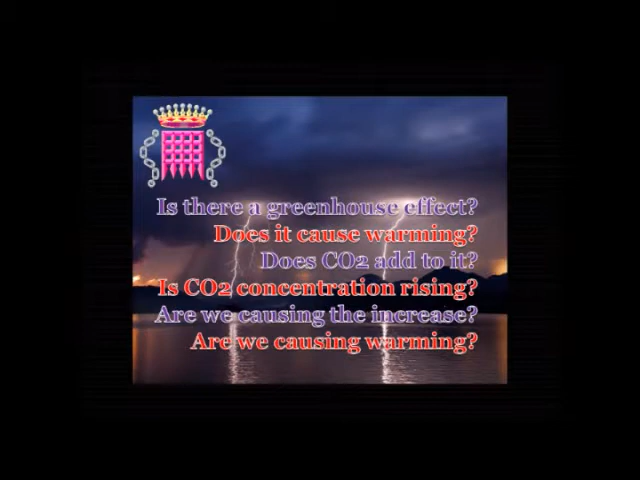 Is there a greenhouse effect?
Does it cause warming?
Does CO2 add to it?
Is CO2 concentration rising?
Are we causing the increase?
Are we causing warming?